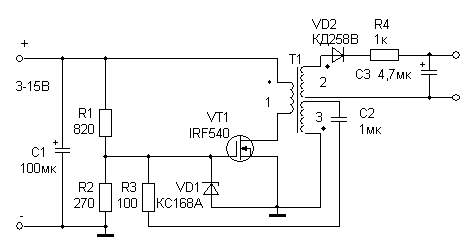 +
3-15В
-
C1
100мк
R1
820
R2
270
R3
100
VD1
КС168А
VT1
IRF540
T1
1
2
3
VD2
КД258В
R4
1к
C3 4,7мк
+
+
C2
1мк